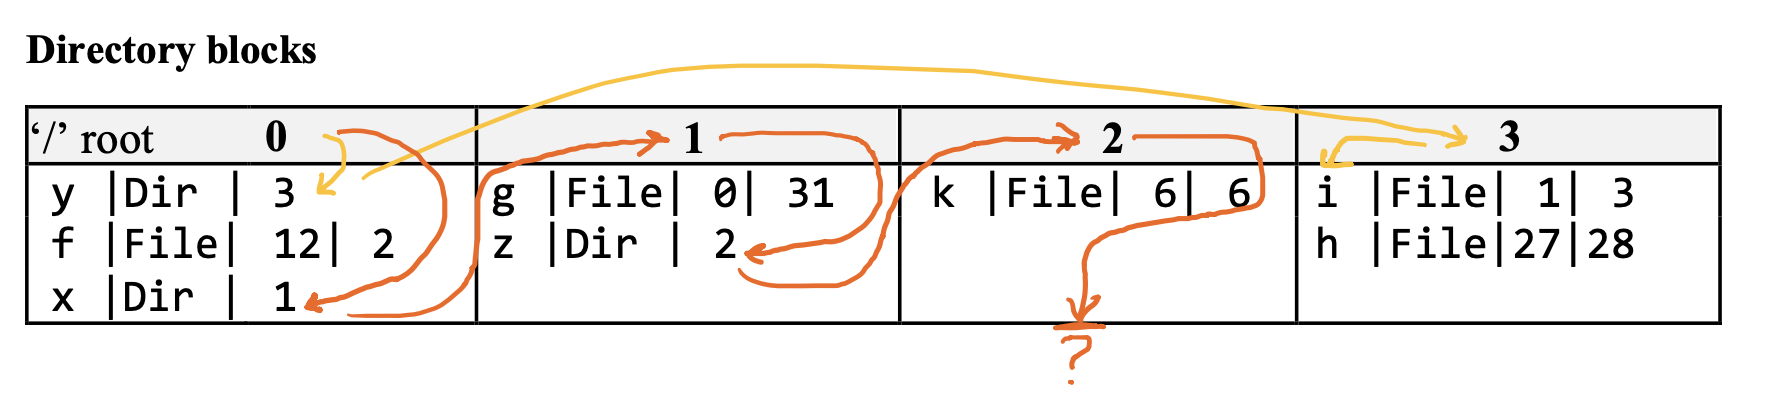 Directory blocks
‘/’ root 0 1 2 3
y |Dir | 3 g |File| 0| 31 k |File| 6| 6 i |File| 1| 3
f |File| 12| 2 z |Dir | 2 h |File|27|28
x |Dir | 1
?